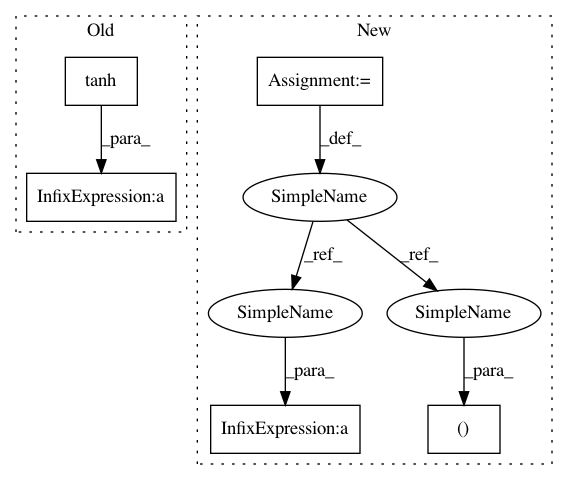 Old
New
tanh
Assignment:=
_para_
_def_
InfixExpression:a
SimpleName
_ref_
_ref_
SimpleName
SimpleName
_para_
_para_
InfixExpression:a
()